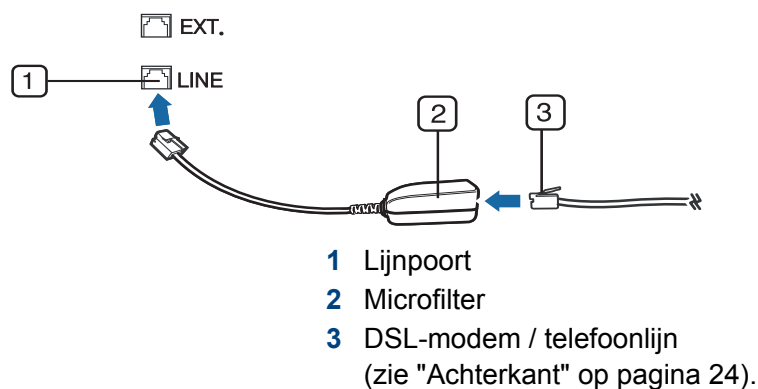 EXT.
1 LINE
2 3
1 Lijnpoort
2 Microfilter
3 DSL-modem / telefoonlijn
(zie "Achterkant" op pagina 24).